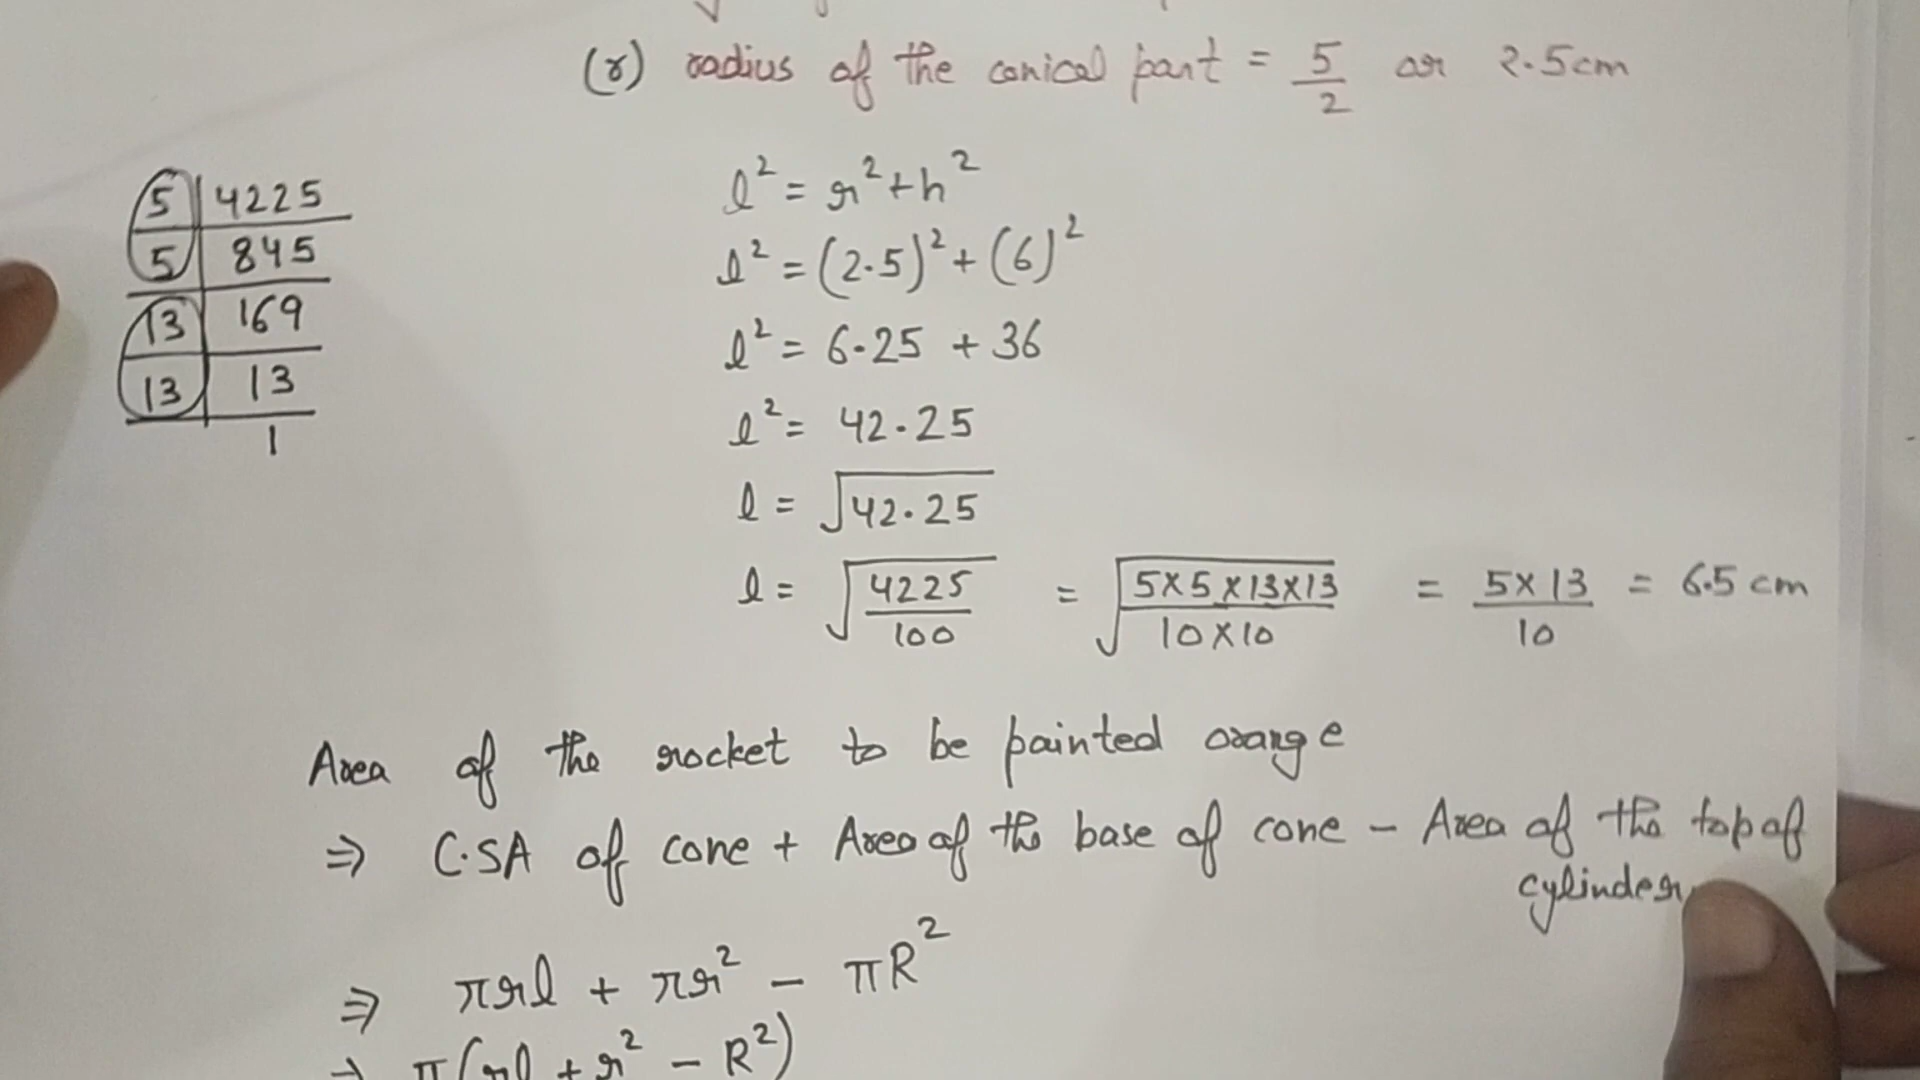 (r) radius of the conical part = 5/2 or 2.5cm
5 | 4225
5 | 845
13 | 169
13 | 13
1
l² = r² + h²
l² = (2.5)² + (6)²
l² = 6.25 + 36
l² = 42.25
l = √42.25
l = √(4225/100) = √(5×5×13×13/10×10) = 5×13/10 = 6.5 cm
Area of the rocket to be painted orange
⇒ C.SA of cone + Area of the base of cone - Area of the top of
cylinder
⇒ πrl + πr² - πR²
⇒ π(rl + r² - R²)